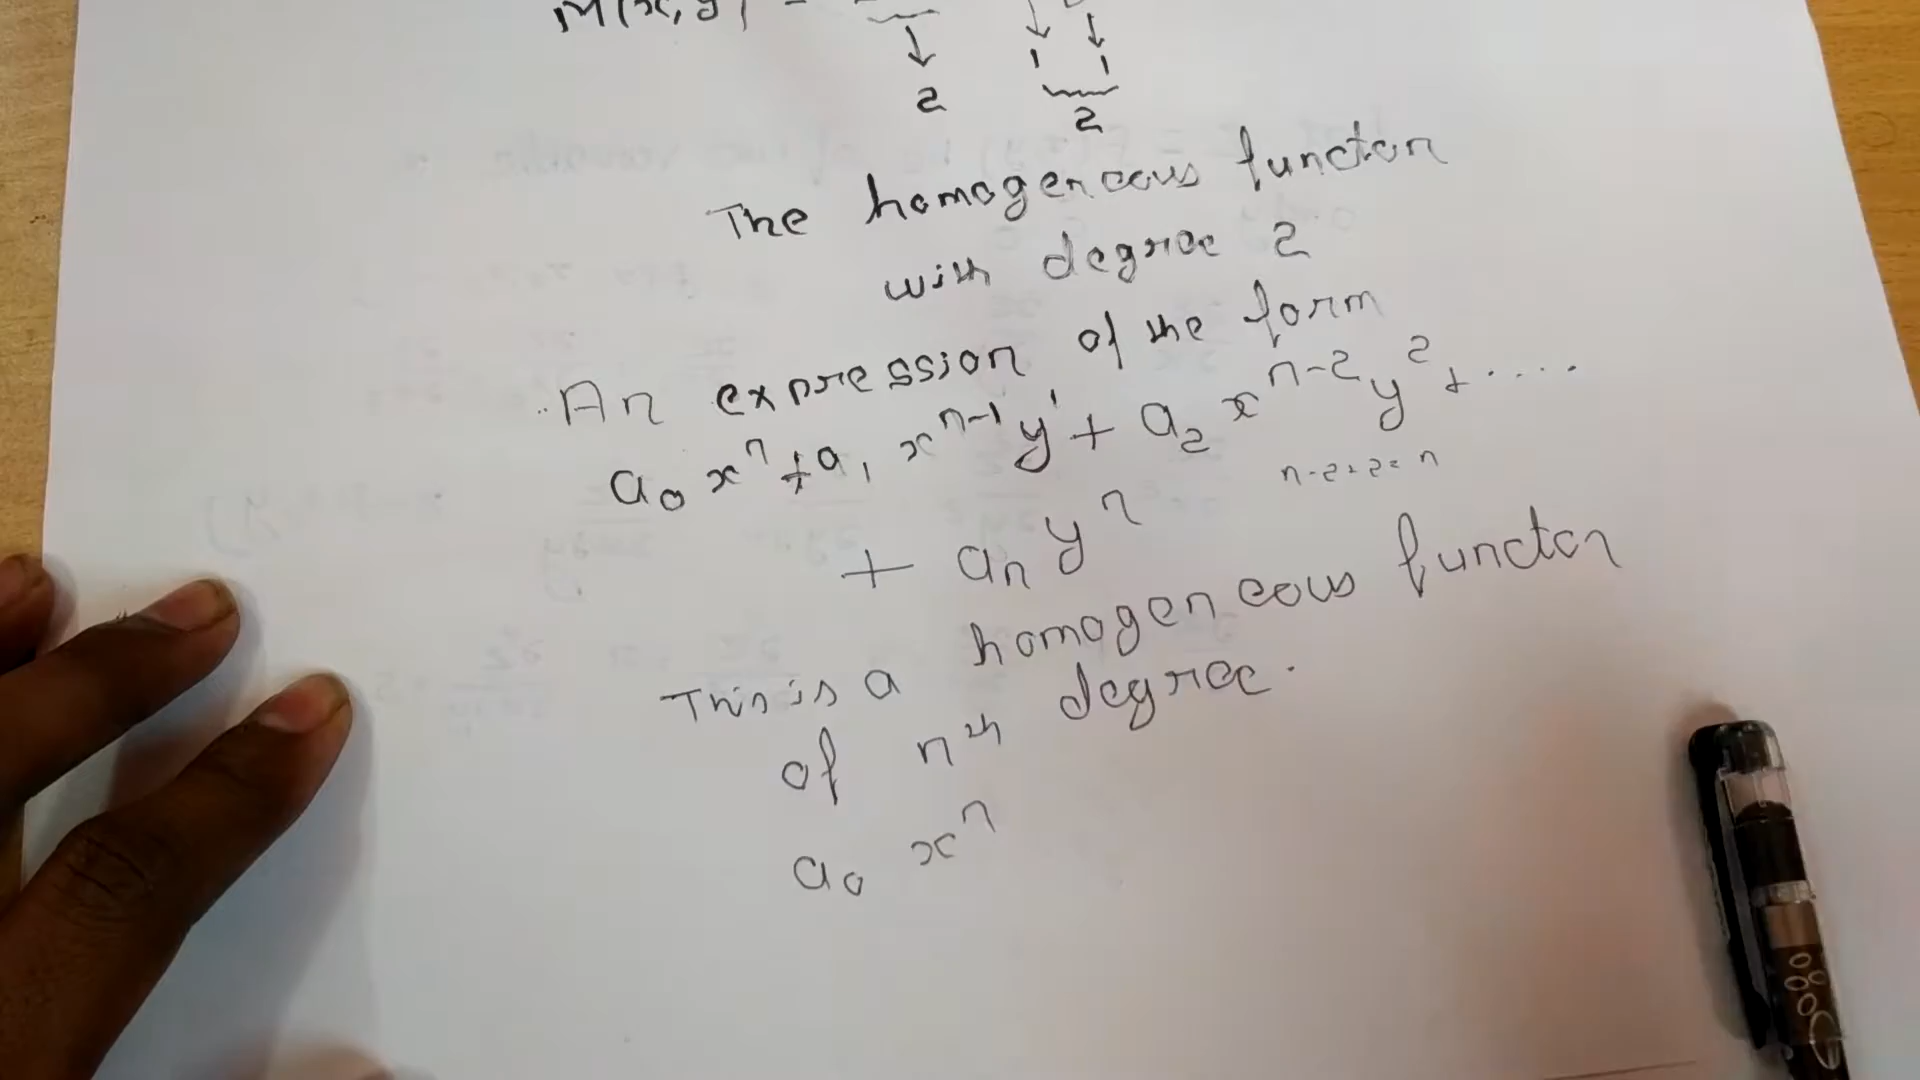 M(x, y) =
↓ ↓ ↓
1 1
2 2
The homogeneous function
with degree 2
An expression of the form
a₀ xⁿ + a₁ xⁿ⁻¹ y¹ + a₂ xⁿ⁻² y² + ....
n-2+2=n
+ aₙ yⁿ
This is a homogeneous function
of nᵗʰ degree.
a₀ xⁿ